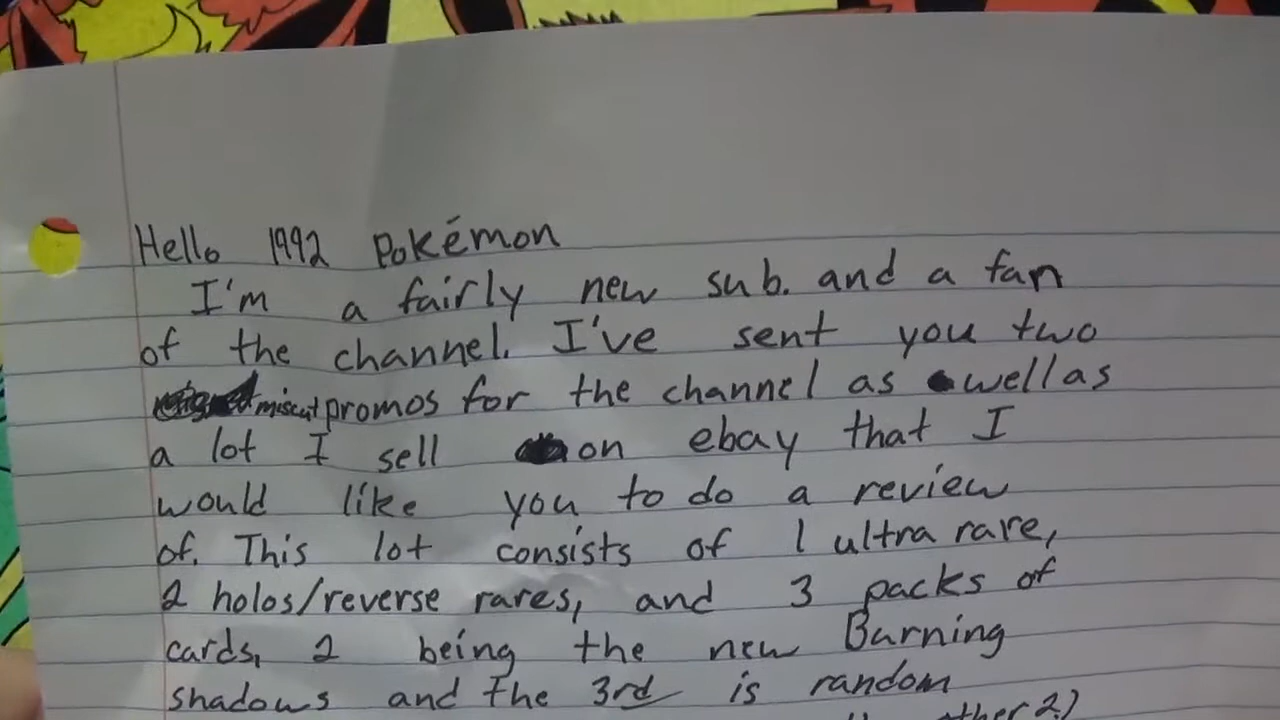 Hello 1992 Pokémon
I'm a fairly new sub. and a fan
of the channel. I've sent you two
miscut promos for the channel as well as
a lot I sell on ebay that I
would like you to do a review
of. This lot consists of 1 ultra rare,
2 holos/reverse rares, and 3 packs of
cards, 2 being the new Burning
shadows and the 3rd is random
other 2)